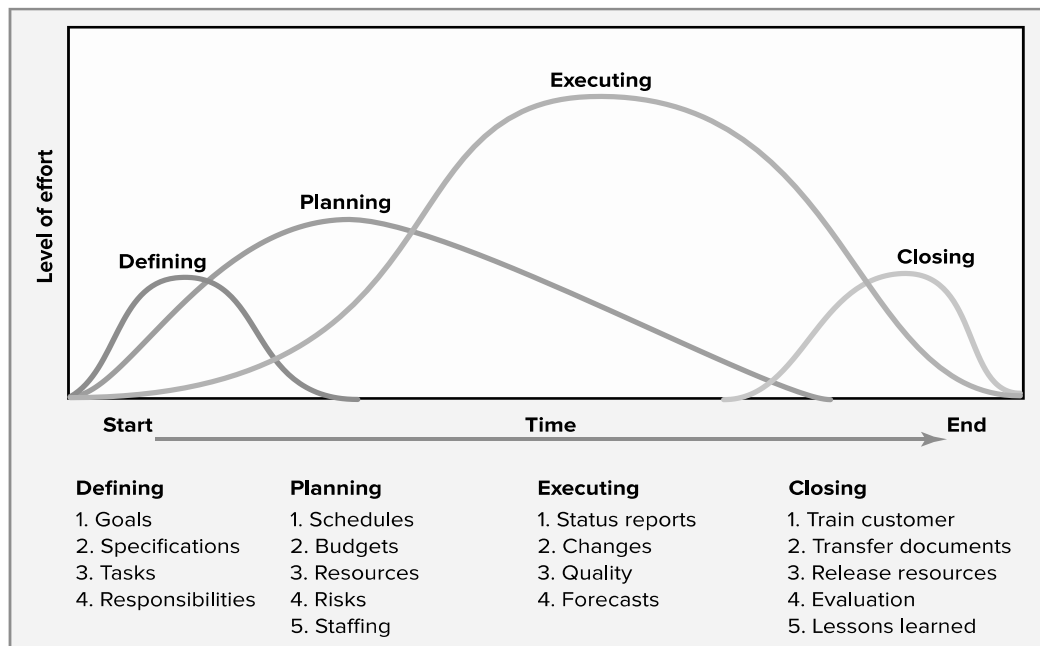 Executing
Planning
Defining
Closing
Level of effort
Start
Time
End
Defining
1. Goals
2. Specifications
3. Tasks
4. Responsibilities
Planning
1. Schedules
2. Budgets
3. Resources
4. Risks
5. Staffing
Executing
1. Status reports
2. Changes
3. Quality
4. Forecasts
Closing
1. Train customer
2. Transfer documents
3. Release resources
4. Evaluation
5. Lessons learned